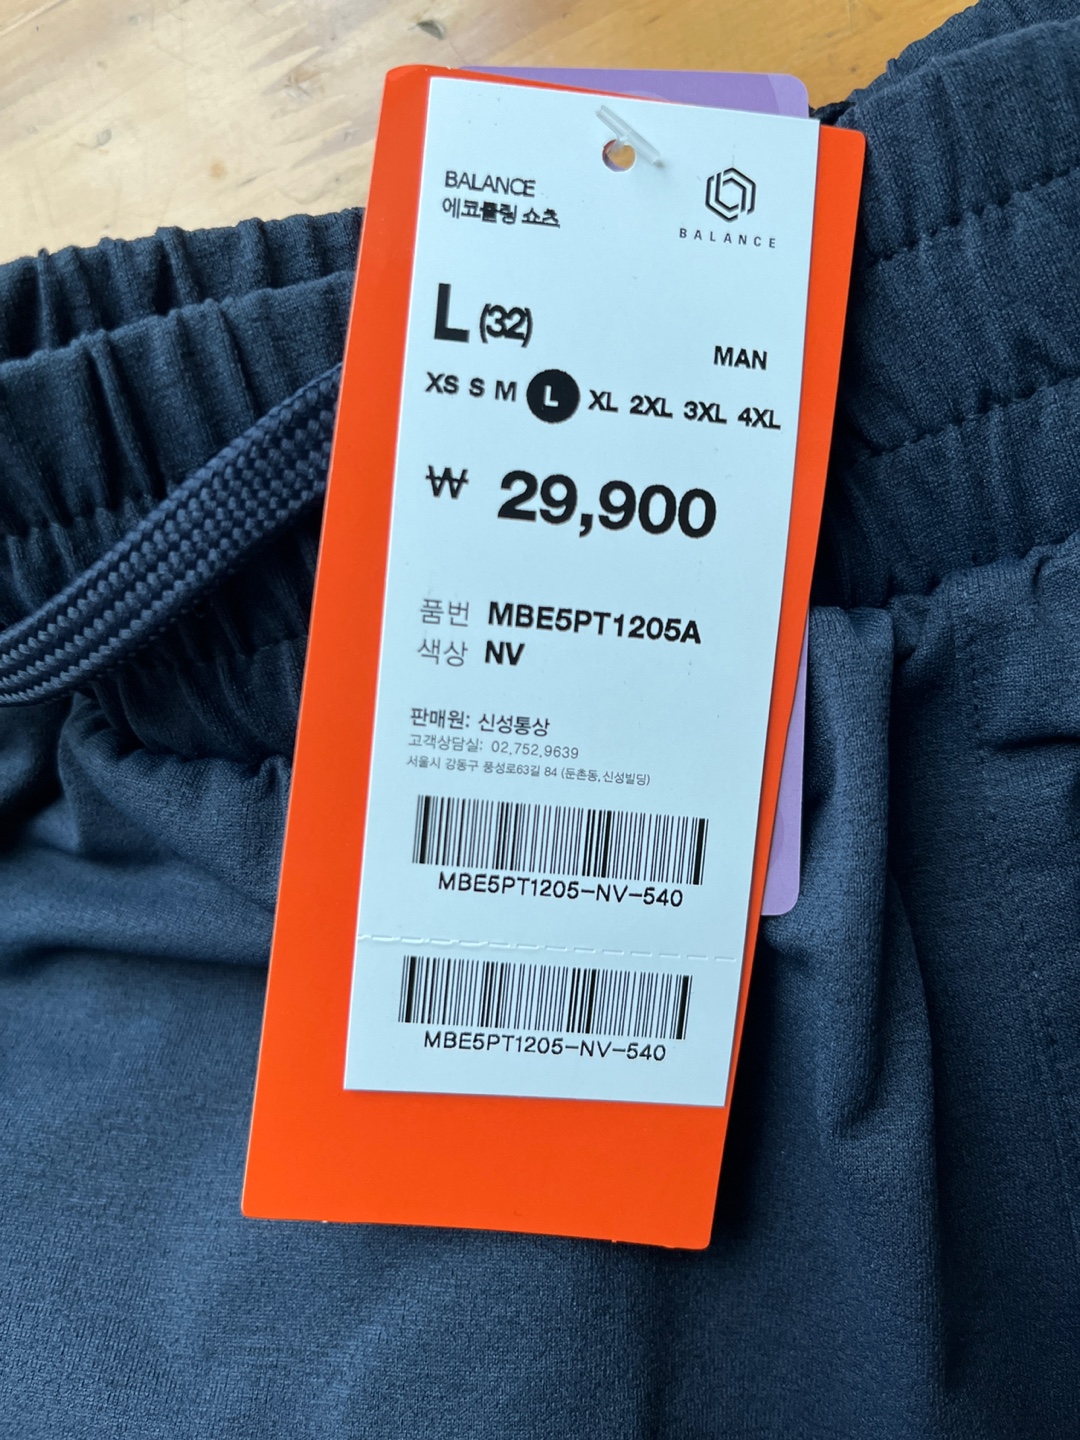 BALANCE
에코쿨링 쇼츠
BALANCE
L (32)
MAN
XS S M L XL 2XL 3XL 4XL
₩ 29,900
품번 MBE5PT1205A
색상 NV
판매원: 신성통상
고객상담실: 02.752.9639
서울시 강동구 풍성로63길 84 (둔촌동, 신성빌딩)
MBE5PT1205-NV-540
MBE5PT1205-NV-540